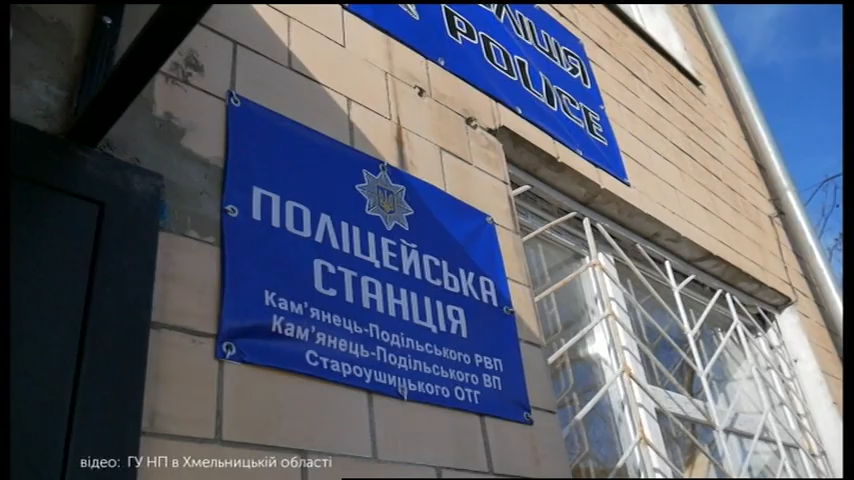 ПОЛІЦІЯ
POLICE
ПОЛІЦЕЙСЬКА
СТАНЦІЯ
Кам'янець-Подільського РВП
Кам'янець-Подільського ВП
Староушицького ОТГ
відео: ГУ НП в Хмельницькій області